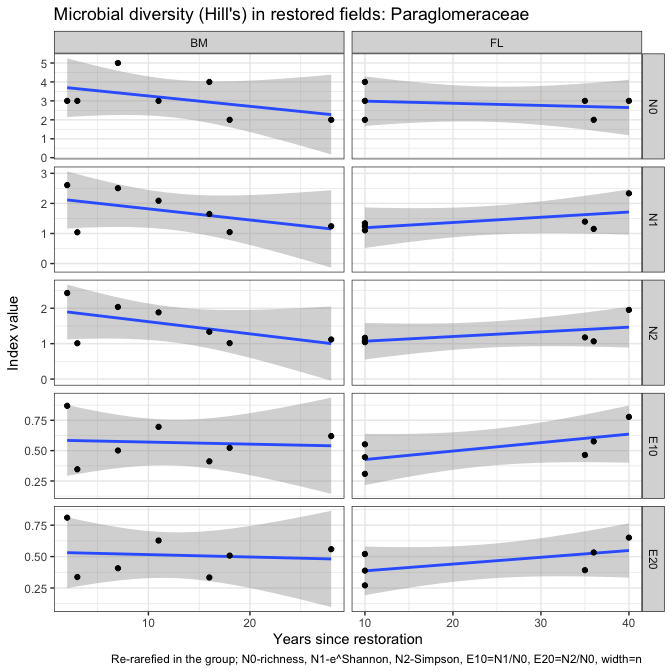 Microbial diversity (Hill's) in restored fields: Paraglomeraceae
BM FL
5
4
3
2
1
0
N0
3
2
1
0
N1
2
1
0
N2
0.75
0.50
0.25
E10
0.75
0.50
0.25
E20
Index value
10 20 10 20 30 40
Years since restoration
Re-rarefied in the group; N0-richness, N1-e^Shannon, N2-Simpson, E10=N1/N0, E20=N2/N0, width=n